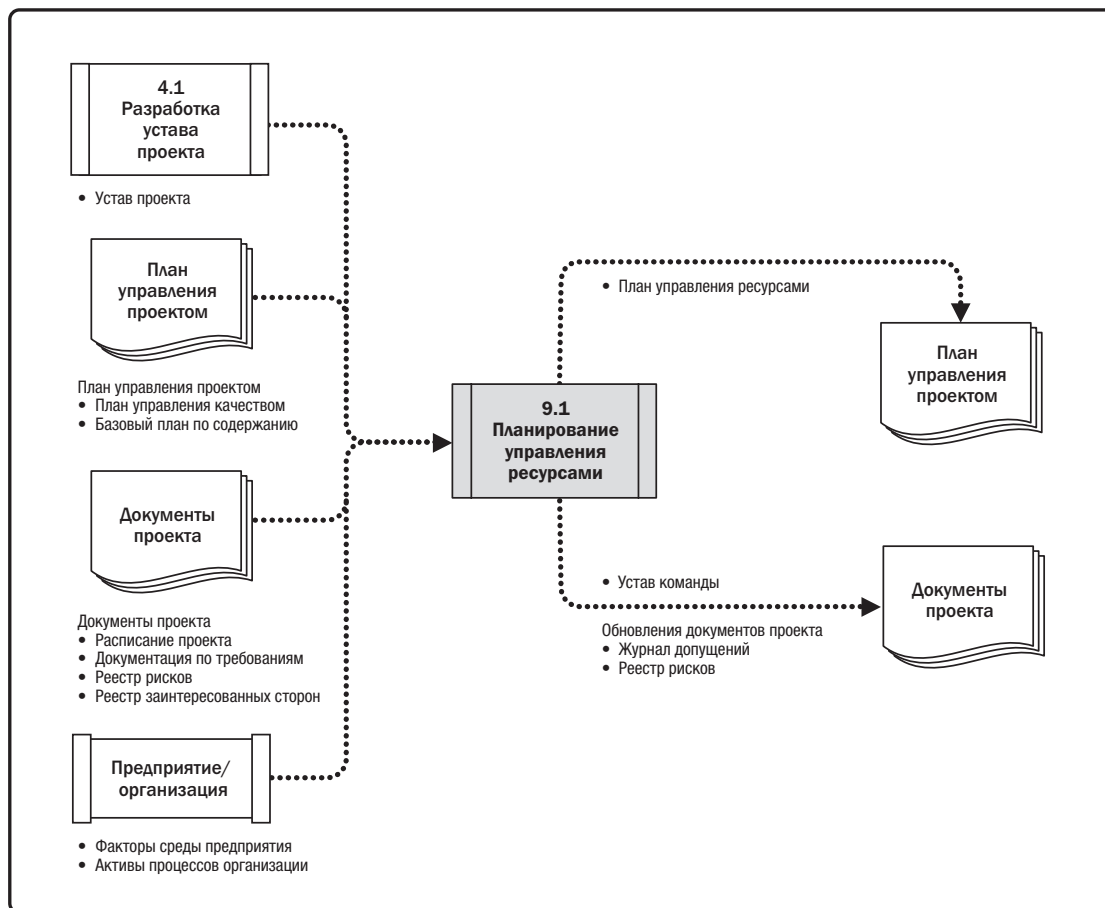 4.1
Разработка
устава
проекта
• Устав проекта
План
управления
проектом
План управления проектом
• План управления качеством
• Базовый план по содержанию
Документы
проекта
Документы проекта
• Расписание проекта
• Документация по требованиям
• Реестр рисков
• Реестр заинтересованных сторон
Предприятие/
организация
• Факторы среды предприятия
• Активы процессов организации
9.1
Планирование
управления
ресурсами
• План управления ресурсами
План
управления
проектом
• Устав команды
Обновления документов проекта
• Журнал допущений
• Реестр рисков
Документы
проекта